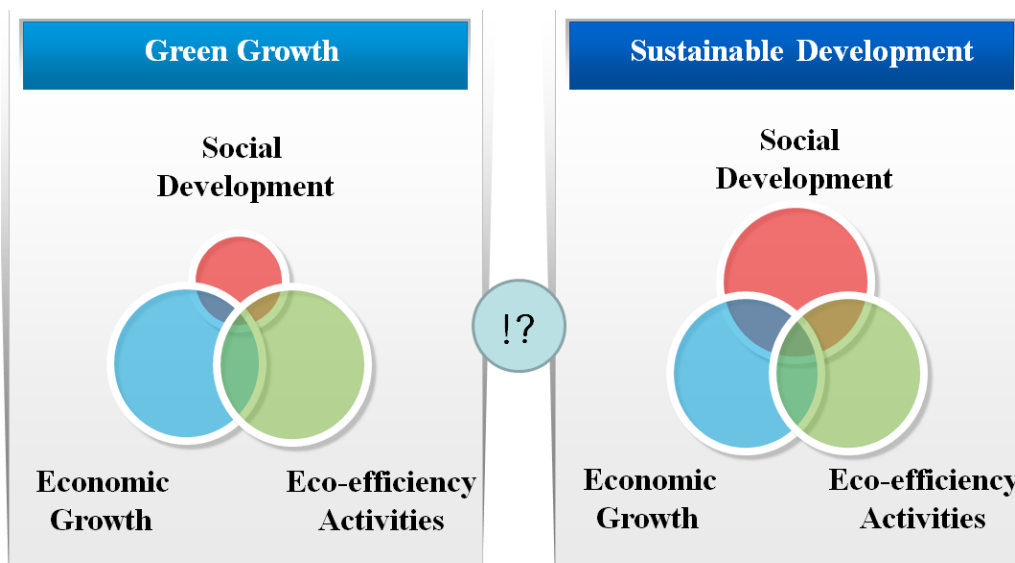 Green Growth
Social
Development
Economic
Growth
Eco-efficiency
Activities
!?
Sustainable Development
Social
Development
Economic
Growth
Eco-efficiency
Activities